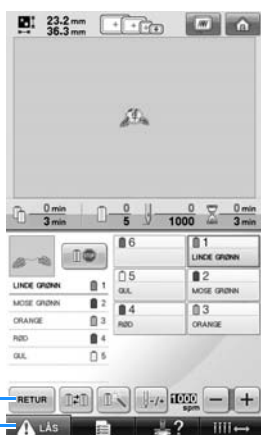 23.2 mm
36.3 mm
0 min
3 min
0
5
0
1000
0 min
3 min
6
1
LINDE GRØNN
5
GUL
2
MOSE GRØNN
4
RØD
3
ORANGE
LINDE GRØNN 1
MOSE GRØNN 2
ORANGE 3
RØD 4
GUL 5
RETUR
-/+
1000
spm
- +
LÅS
?